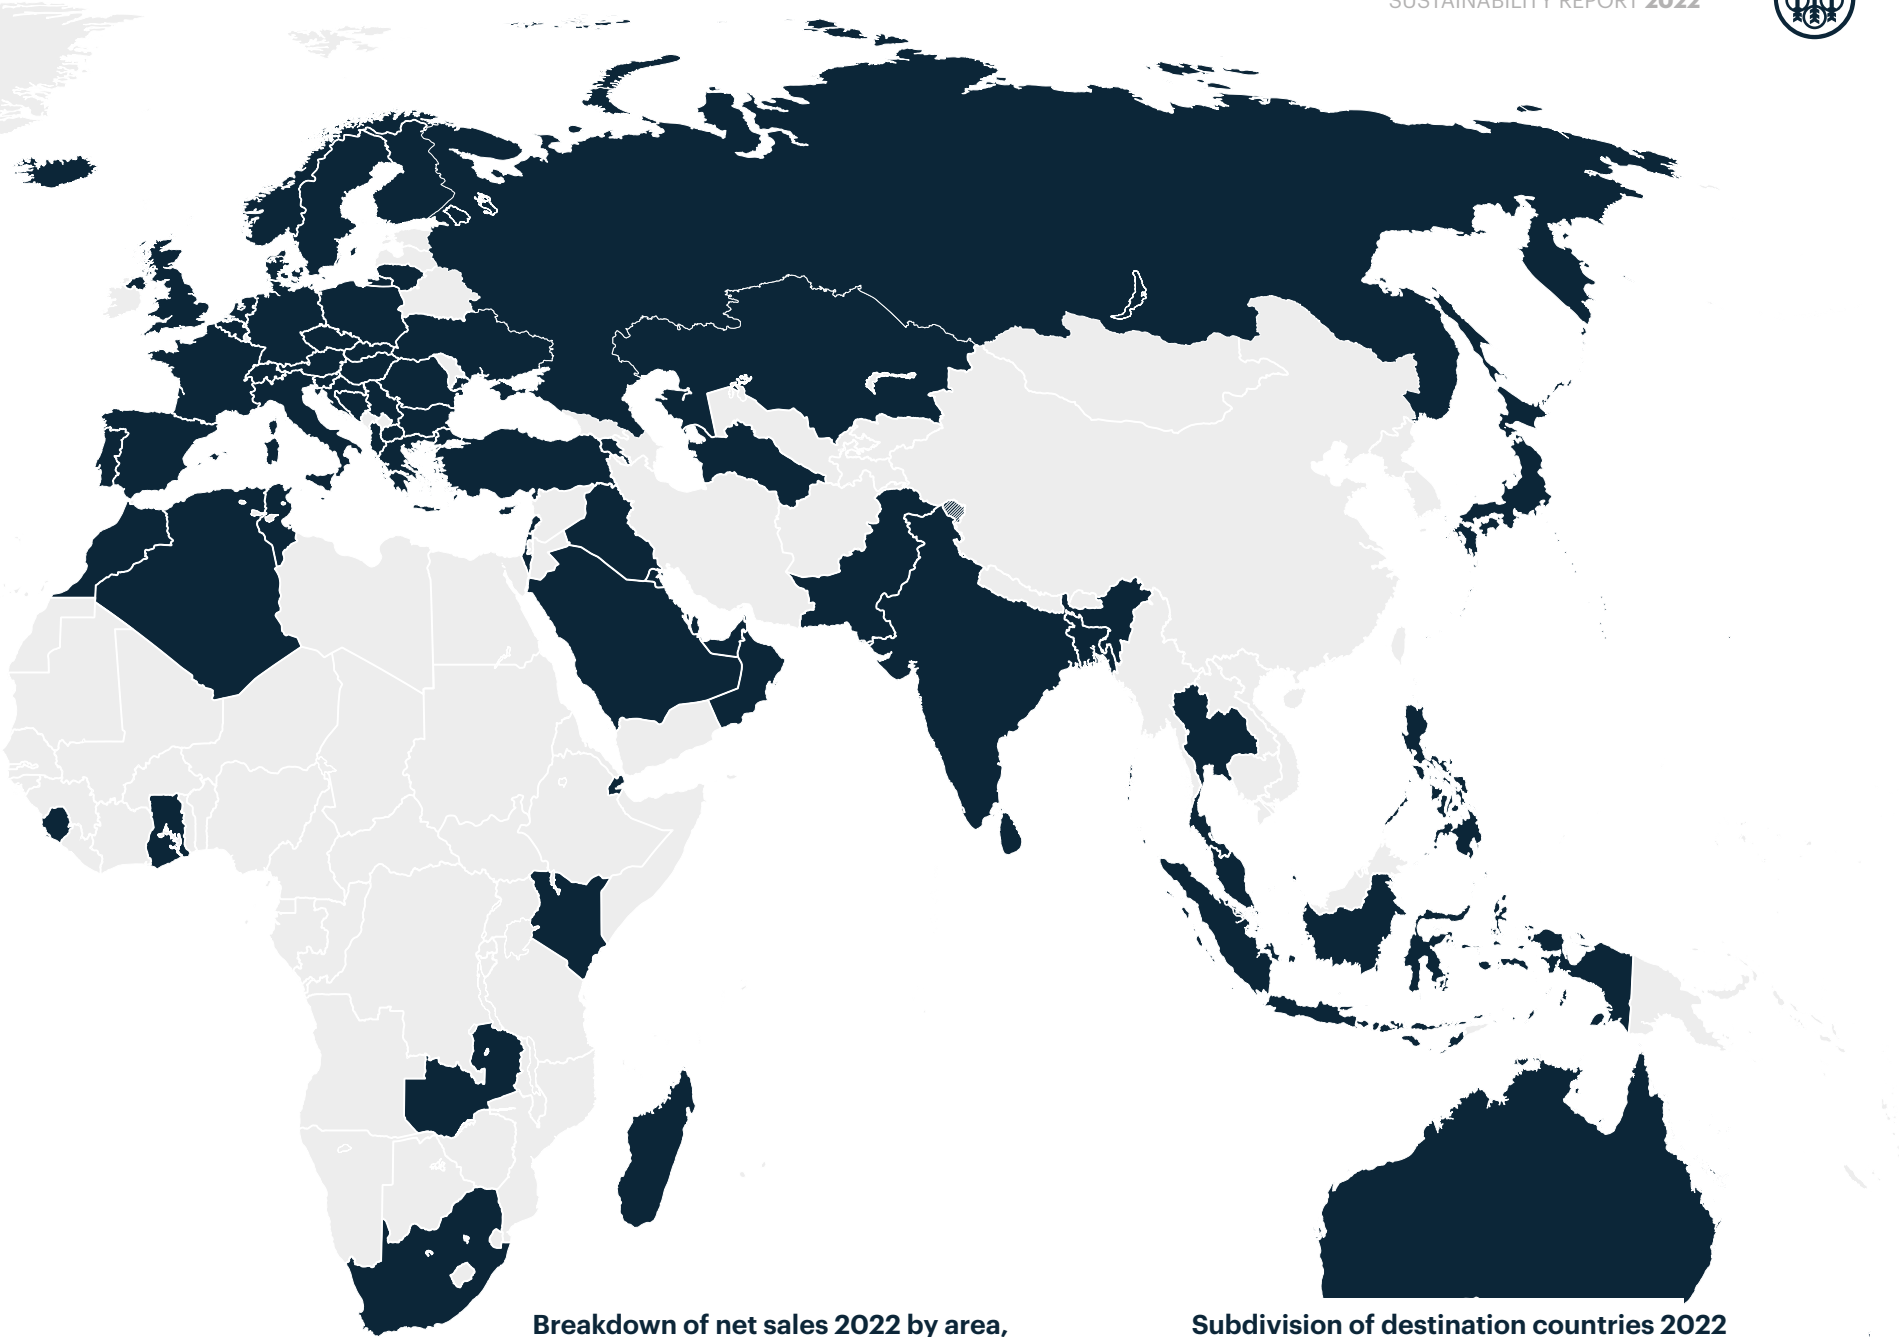 SUSTAINABILITY REPORT 2022
Breakdown of net sales 2022 by area,
Subdivision of destination countries 2022